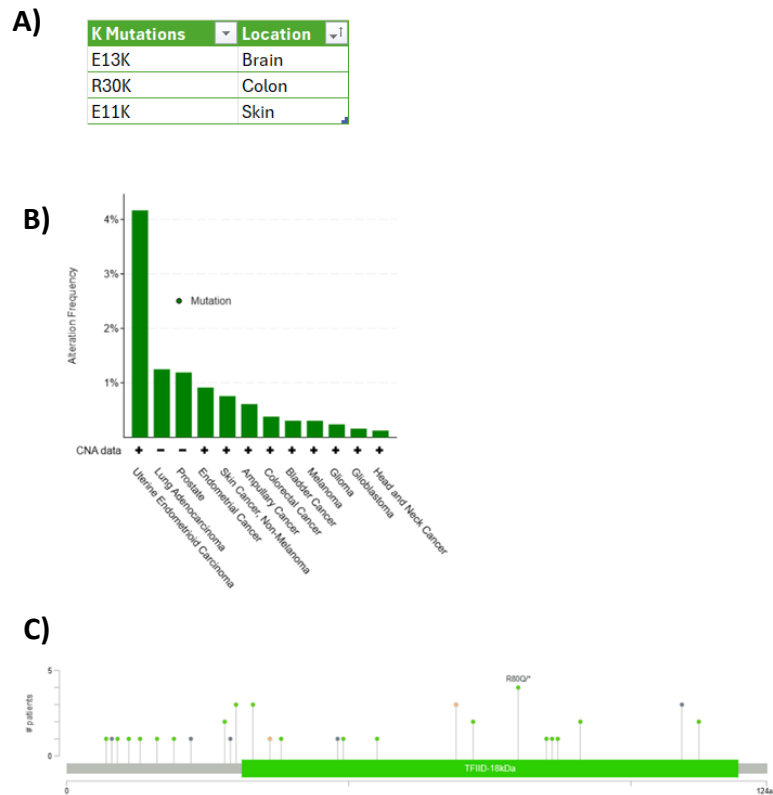 A)
K Mutations Location
E13K Brain
R30K Colon
E11K Skin
B)
4%
3%
2%
1%
Alteration Frequency
Mutation
CNA data + – – + + + + + + + + +
Uterine Endometrioid Carcinoma
Lung Adenocarcinoma
Prostate
Endometrial Cancer
Skin Cancer, Non-Melanoma
Ampullary Cancer
Colorectal Cancer
Bladder Cancer
Melanoma
Glioma
Glioblastoma
Head and Neck Cancer
C)
5
0
# patients
R80Q/*
TFIID-18kDa
0
124a